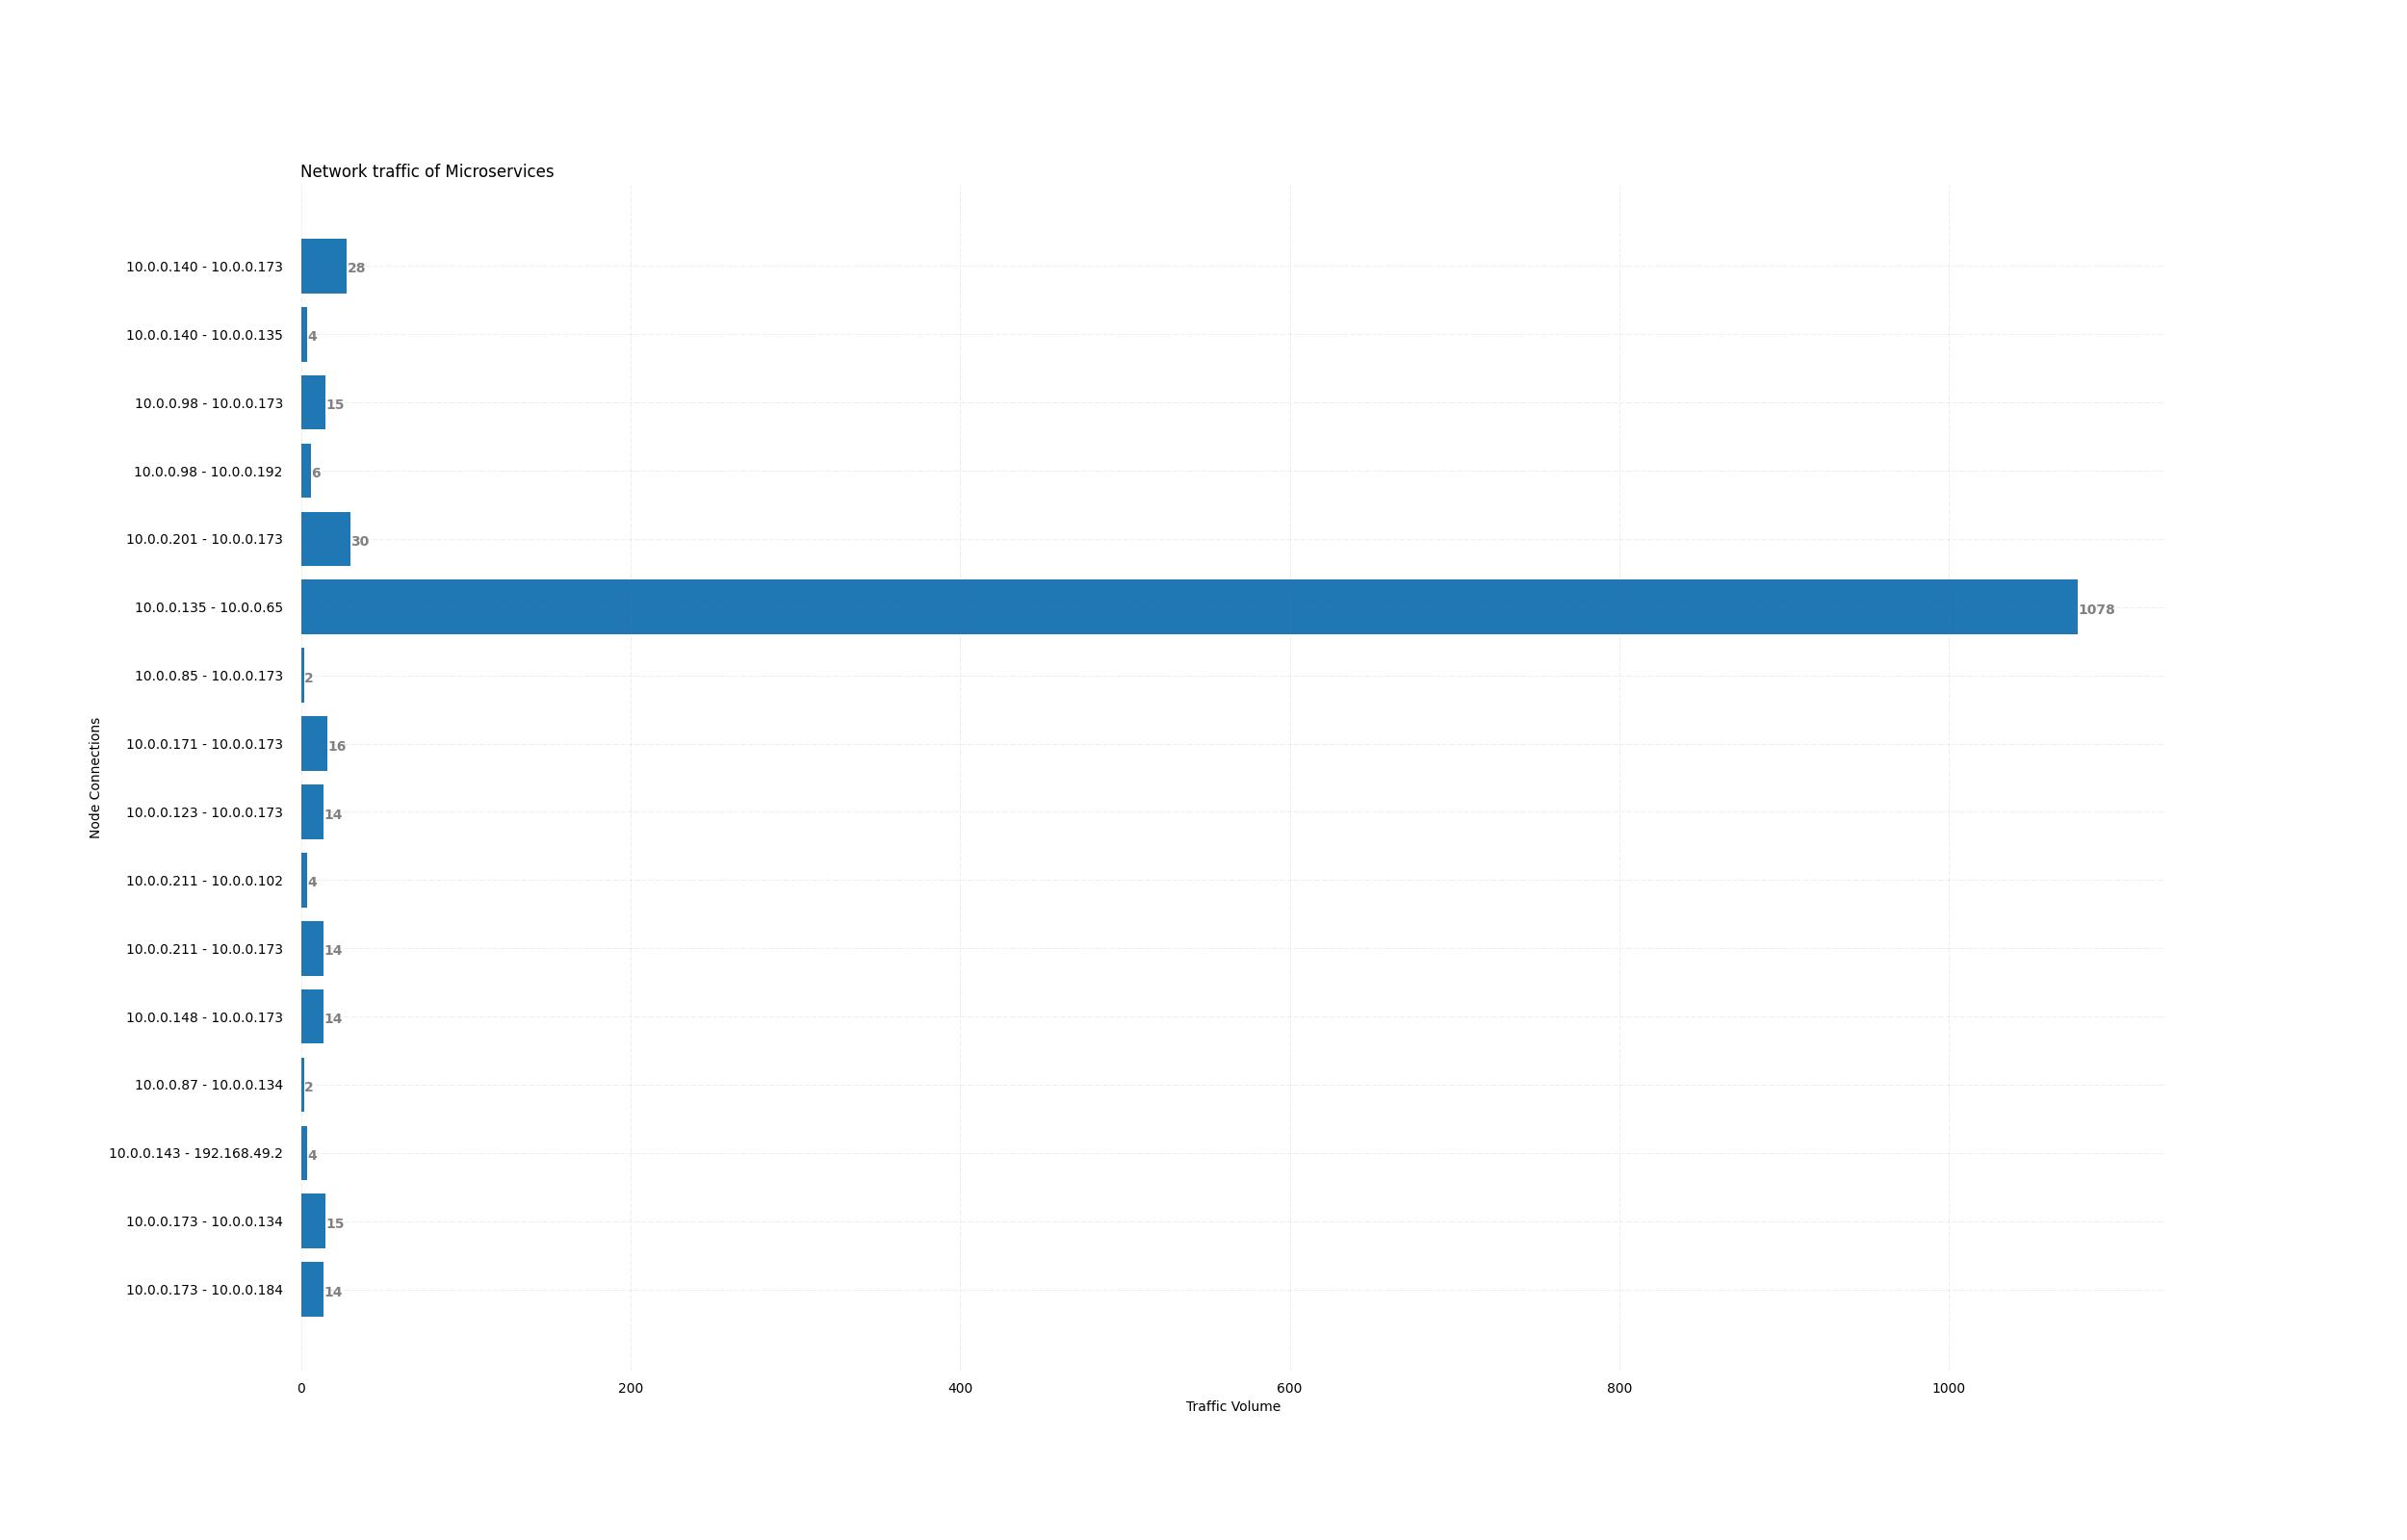 Network traffic of Microservices
10.0.0.140 - 10.0.0.173 28
10.0.0.140 - 10.0.0.135 4
10.0.0.98 - 10.0.0.173 15
10.0.0.98 - 10.0.0.192 6
10.0.0.201 - 10.0.0.173 30
10.0.0.135 - 10.0.0.65 1078
10.0.0.85 - 10.0.0.173 2
10.0.0.171 - 10.0.0.173 16
10.0.0.123 - 10.0.0.173 14
10.0.0.211 - 10.0.0.102 4
10.0.0.211 - 10.0.0.173 14
10.0.0.148 - 10.0.0.173 14
10.0.0.87 - 10.0.0.134 2
10.0.0.143 - 192.168.49.2 4
10.0.0.173 - 10.0.0.134 15
10.0.0.173 - 10.0.0.184 14
Node Connections
0 200 400 600 800 1000
Traffic Volume